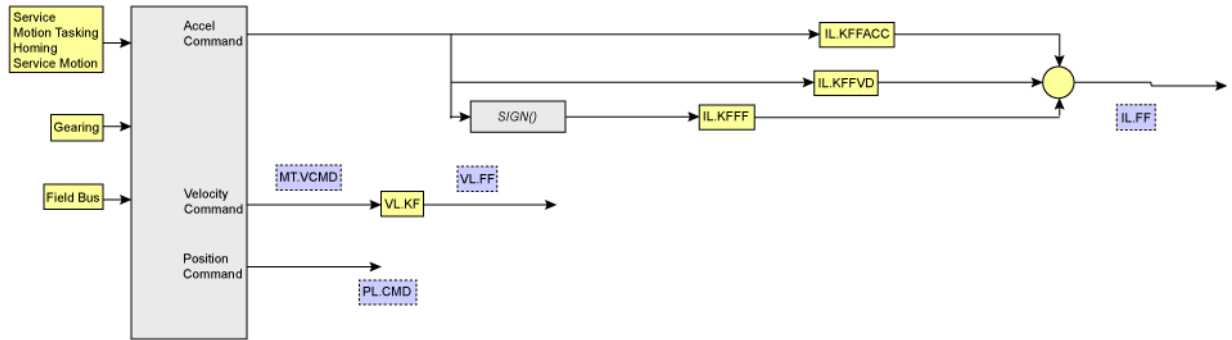 Service
Motion Tasking
Homing
Service Motion
Accel
Command
IL.KFFACC
IL.KFFVD
SIGN()
IL.KFFF
IL.FF
Gearing
Field Bus
MT.VCMD
VL.FF
Velocity
Command
VL.KF
Position
Command
PL.CMD